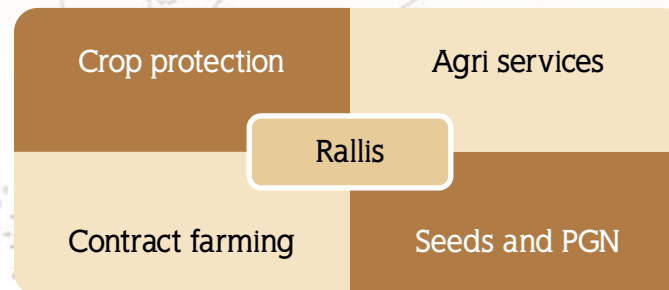 Crop protection
Agri services
Rallis
Contract farming
Seeds and PGN